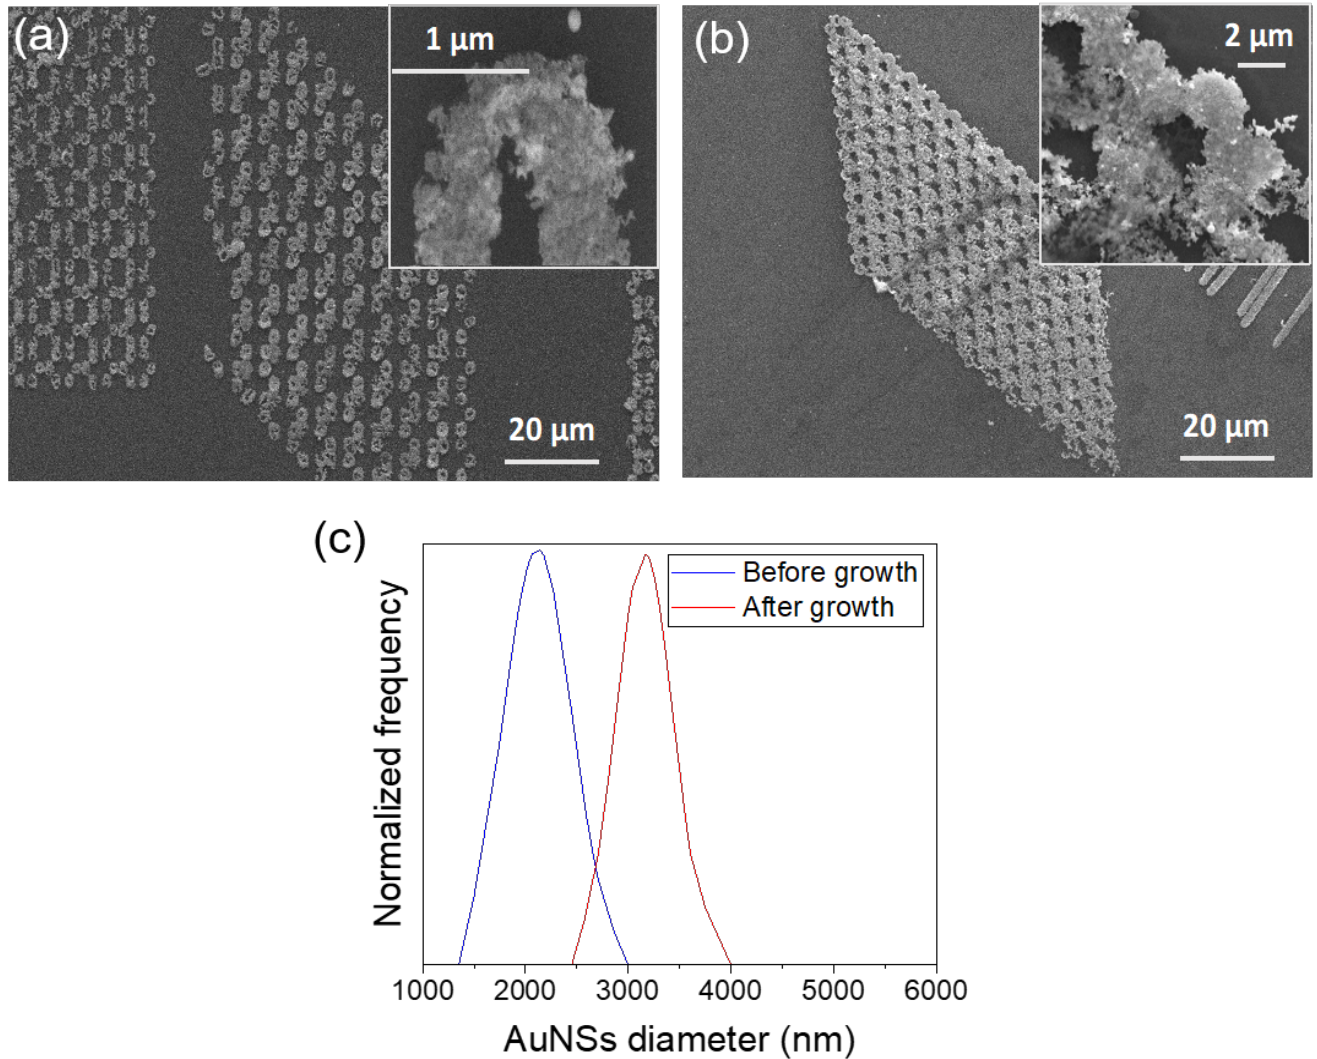 (a)
1 μm
20 μm
(b)
2 μm
20 μm
(c)
Normalized frequency
Before growth
After growth
1000 2000 3000 4000 5000 6000
AuNSs diameter (nm)